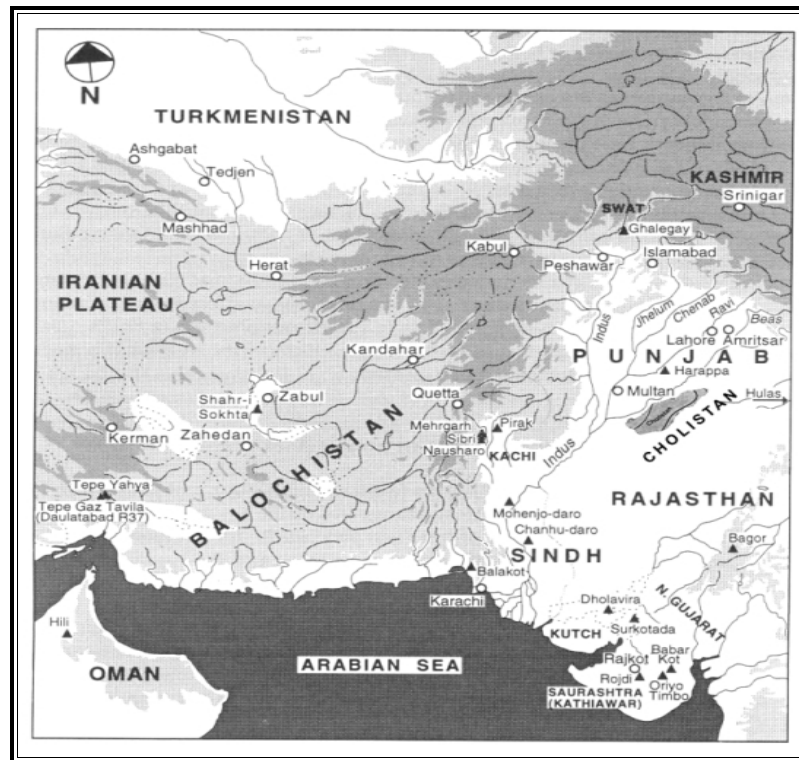 N
TURKMENISTAN
Ashgabat
Tedjen
Mashhad
Herat
IRANIAN
PLATEAU
KASHMIR
Srinigar
SWAT
Ghalegay
Kabul
Peshawar
Islamabad
Indus
Jhelum
Chenab
Ravi
Beas
Lahore
Amritsar
PUNJAB
Harappa
Kandahar
Multan
Hulas
CHOLISTAN
Shahr-i
Sokhta
Zabul
Quetta
Kerman
Zahedan
Mehrgarh
Sibri
Nausharo
Pirak
KACHI
Indus
BALOCHISTAN
Tepe Yahya
Tepe Gaz Tavila
(Daulatabad R37)
RAJASTHAN
Mohenjo-daro
Chanhu-daro
SINDH
Bagor
Balakot
Karachi
Dholavira
N. GUJARAT
KUTCH
Surkotada
Hili
OMAN
ARABIAN SEA
Rajkot
Babar
Kot
Rojdi
Oriyo
Timbo
SAURASHTRA
(KATHIAWAR)